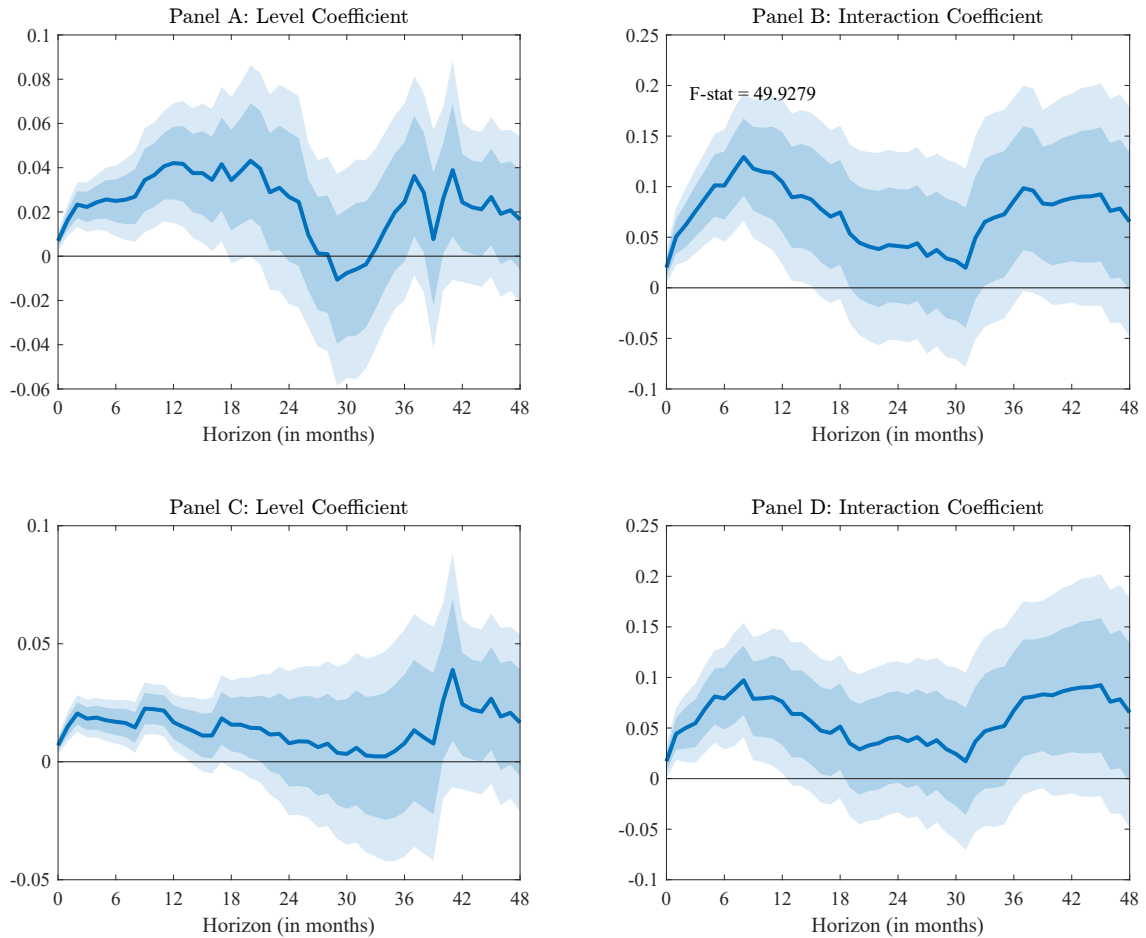 Panel A: Level Coefficient
0.1
0.08
0.06
0.04
0.02
0
-0.02
-0.04
-0.06
0 6 12 18 24 30 36 42 48
Horizon (in months)
Panel B: Interaction Coefficient
0.25
0.2
0.15
0.1
0.05
0
-0.05
-0.1
F-stat = 49.9279
0 6 12 18 24 30 36 42 48
Horizon (in months)
Panel C: Level Coefficient
0.1
0.05
0
-0.05
0 6 12 18 24 30 36 42 48
Horizon (in months)
Panel D: Interaction Coefficient
0.25
0.2
0.15
0.1
0.05
0
-0.05
-0.1
0 6 12 18 24 30 36 42 48
Horizon (in months)